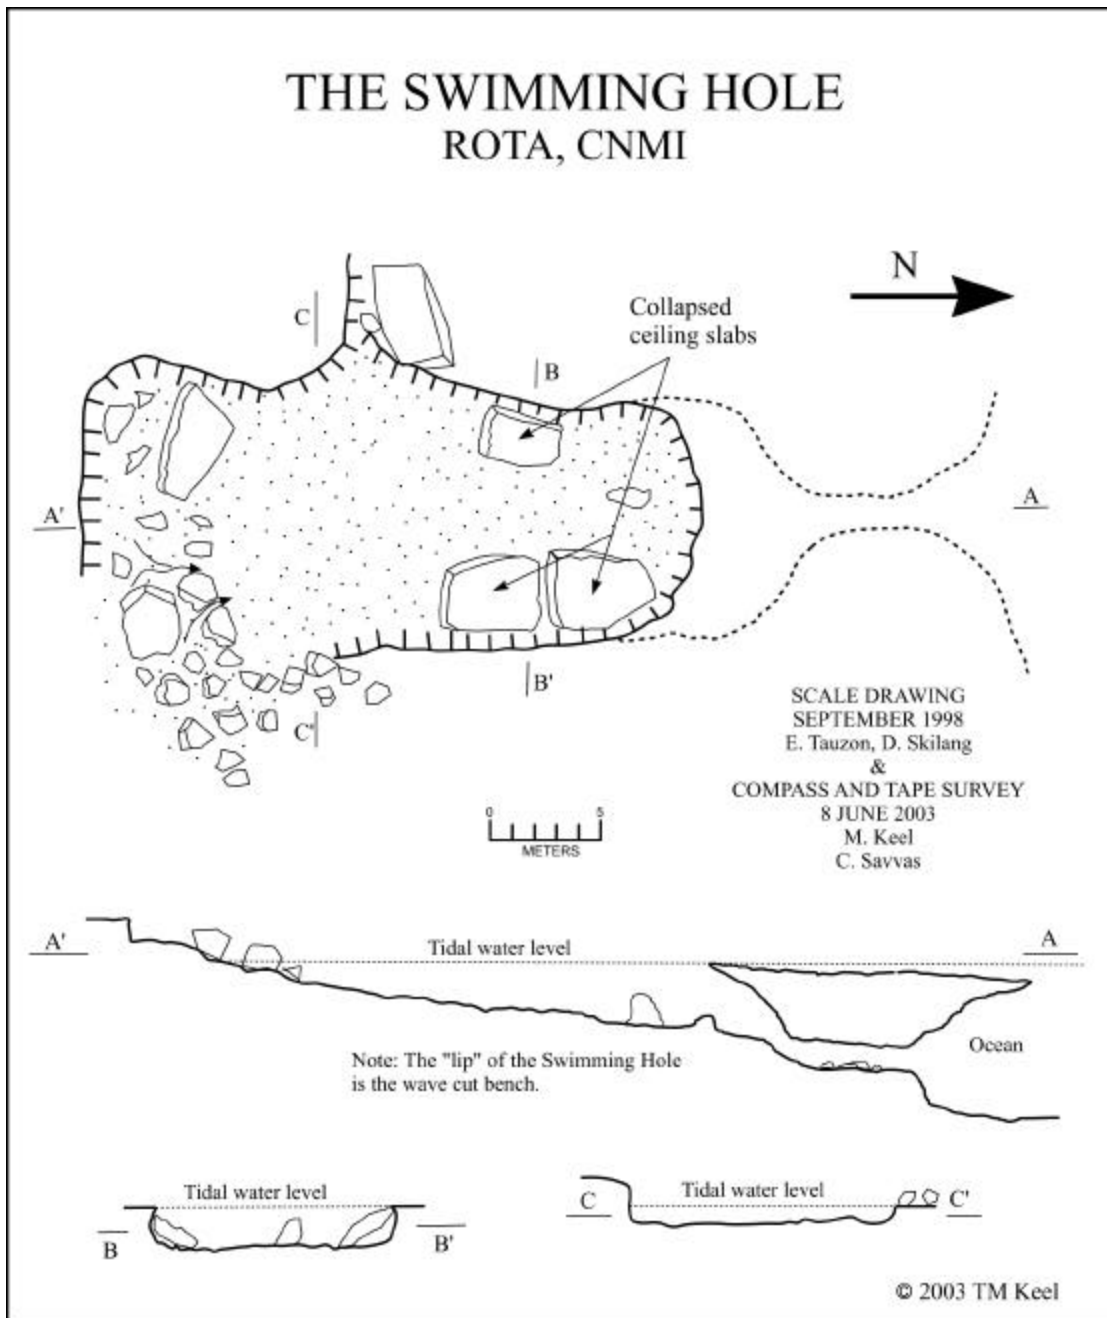 THE SWIMMING HOLE
ROTA, CNMI
N
Collapsed
ceiling slabs
C
B
A'
A
B'
C'
SCALE DRAWING
SEPTEMBER 1998
E. Tauzon, D. Skilang
&
COMPASS AND TAPE SURVEY
8 JUNE 2003
M. Keel
C. Savvas
0 5
METERS
A'
Tidal water level
A
Ocean
Note: The "lip" of the Swimming Hole
is the wave cut bench.
Tidal water level
B
B'
Tidal water level
C
C'
© 2003 TM Keel